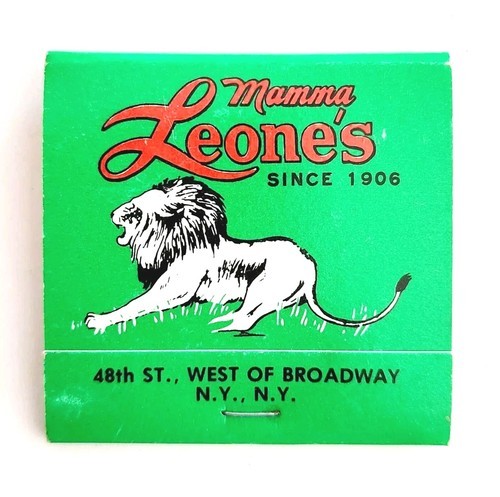 Mamma
Leone's
SINCE 1906
48th ST., WEST OF BROADWAY
N.Y., N.Y.